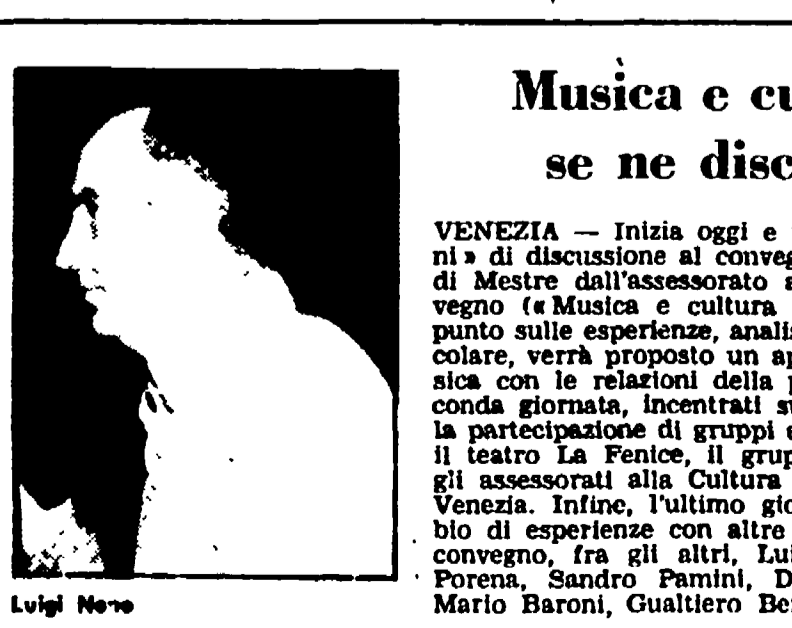 Musica e cu
se ne disc
VENEZIA — Inizia oggi e
ni» di discussione al conveg
di Mestre dall'assessorato a
vegno («Musica e cultura
punto sulle esperienze, analis
colare, verrà proposto un ap
sica con le relazioni della p
conda giornata, incentrati su
la partecipazione di gruppi e
il teatro La Fenice, il grup
gli assessorati alla Cultura
Venezia. Infine, l'ultimo gio
bio di esperienze con altre
convegno, fra gli altri, Lui
Porena, Sandro Pamini, D
Mario Baroni, Gualtiero Be
Luigi Nono